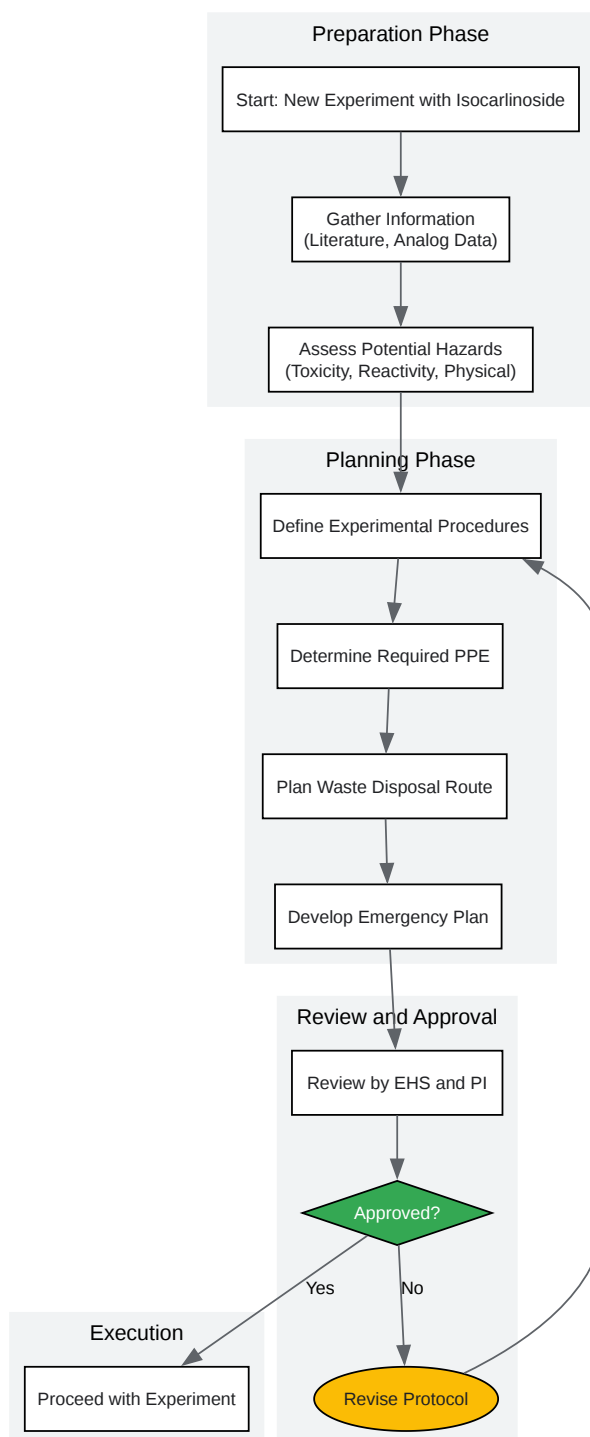 Preparation Phase
Start: New Experiment with Isocarlinoside
Gather Information
(Literature, Analog Data)
Assess Potential Hazards
(Toxicity, Reactivity, Physical)
Planning Phase
Define Experimental Procedures
Determine Required PPE
Plan Waste Disposal Route
Develop Emergency Plan
Review and Approval
Review by EHS and PI
Approved?
Yes
No
Execution
Proceed with Experiment
Revise Protocol